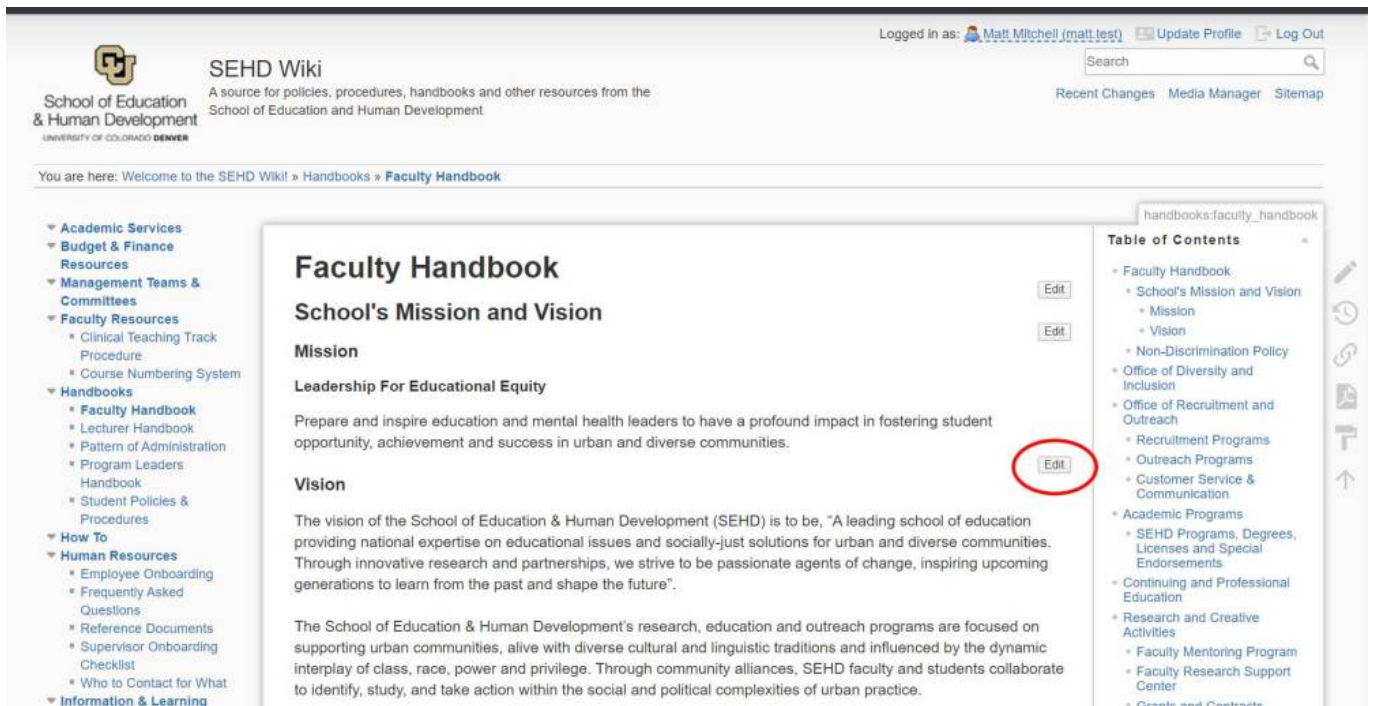 Logged in as: Matt Mitchell (matt.test) Update Profile Log Out
School of Education
& Human Development
UNIVERSITY OF COLORADO DENVER
SEHD Wiki
A source for policies, procedures, handbooks and other resources from the
School of Education and Human Development
Search
Recent Changes Media Manager Sitemap
You are here: Welcome to the SEHD Wiki! » Handbooks » Faculty Handbook
Academic Services
Budget & Finance
Resources
Management Teams &
Committees
Faculty Resources
Clinical Teaching Track
Procedure
Course Numbering System
Handbooks
Faculty Handbook
Lecturer Handbook
Pattern of Administration
Program Leaders
Handbook
Student Policies &
Procedures
How To
Human Resources
Employee Onboarding
Frequently Asked
Questions
Reference Documents
Supervisor Onboarding
Checklist
Who to Contact for What
Information & Learning
Faculty Handbook
Edit
School's Mission and Vision
Edit
Mission
Leadership For Educational Equity
Prepare and inspire education and mental health leaders to have a profound impact in fostering student
opportunity, achievement and success in urban and diverse communities.
Edit
Vision
The vision of the School of Education & Human Development (SEHD) is to be, “A leading school of education
providing national expertise on educational issues and socially-just solutions for urban and diverse communities.
Through innovative research and partnerships, we strive to be passionate agents of change, inspiring upcoming
generations to learn from the past and shape the future”.
The School of Education & Human Development's research, education and outreach programs are focused on
supporting urban communities, alive with diverse cultural and linguistic traditions and influenced by the dynamic
interplay of class, race, power and privilege. Through community alliances, SEHD faculty and students collaborate
to identify, study, and take action within the social and political complexities of urban practice.
handbooks:faculty_handbook
Table of Contents
Faculty Handbook
School's Mission and Vision
Mission
Vision
Non-Discrimination Policy
Office of Diversity and
Inclusion
Office of Recruitment and
Outreach
Recruitment Programs
Outreach Programs
Customer Service &
Communication
Academic Programs
SEHD Programs, Degrees,
Licenses and Special
Endorsements
Continuing and Professional
Education
Research and Creative
Activities
Faculty Mentoring Program
Faculty Research Support
Center
Grants and Contracts